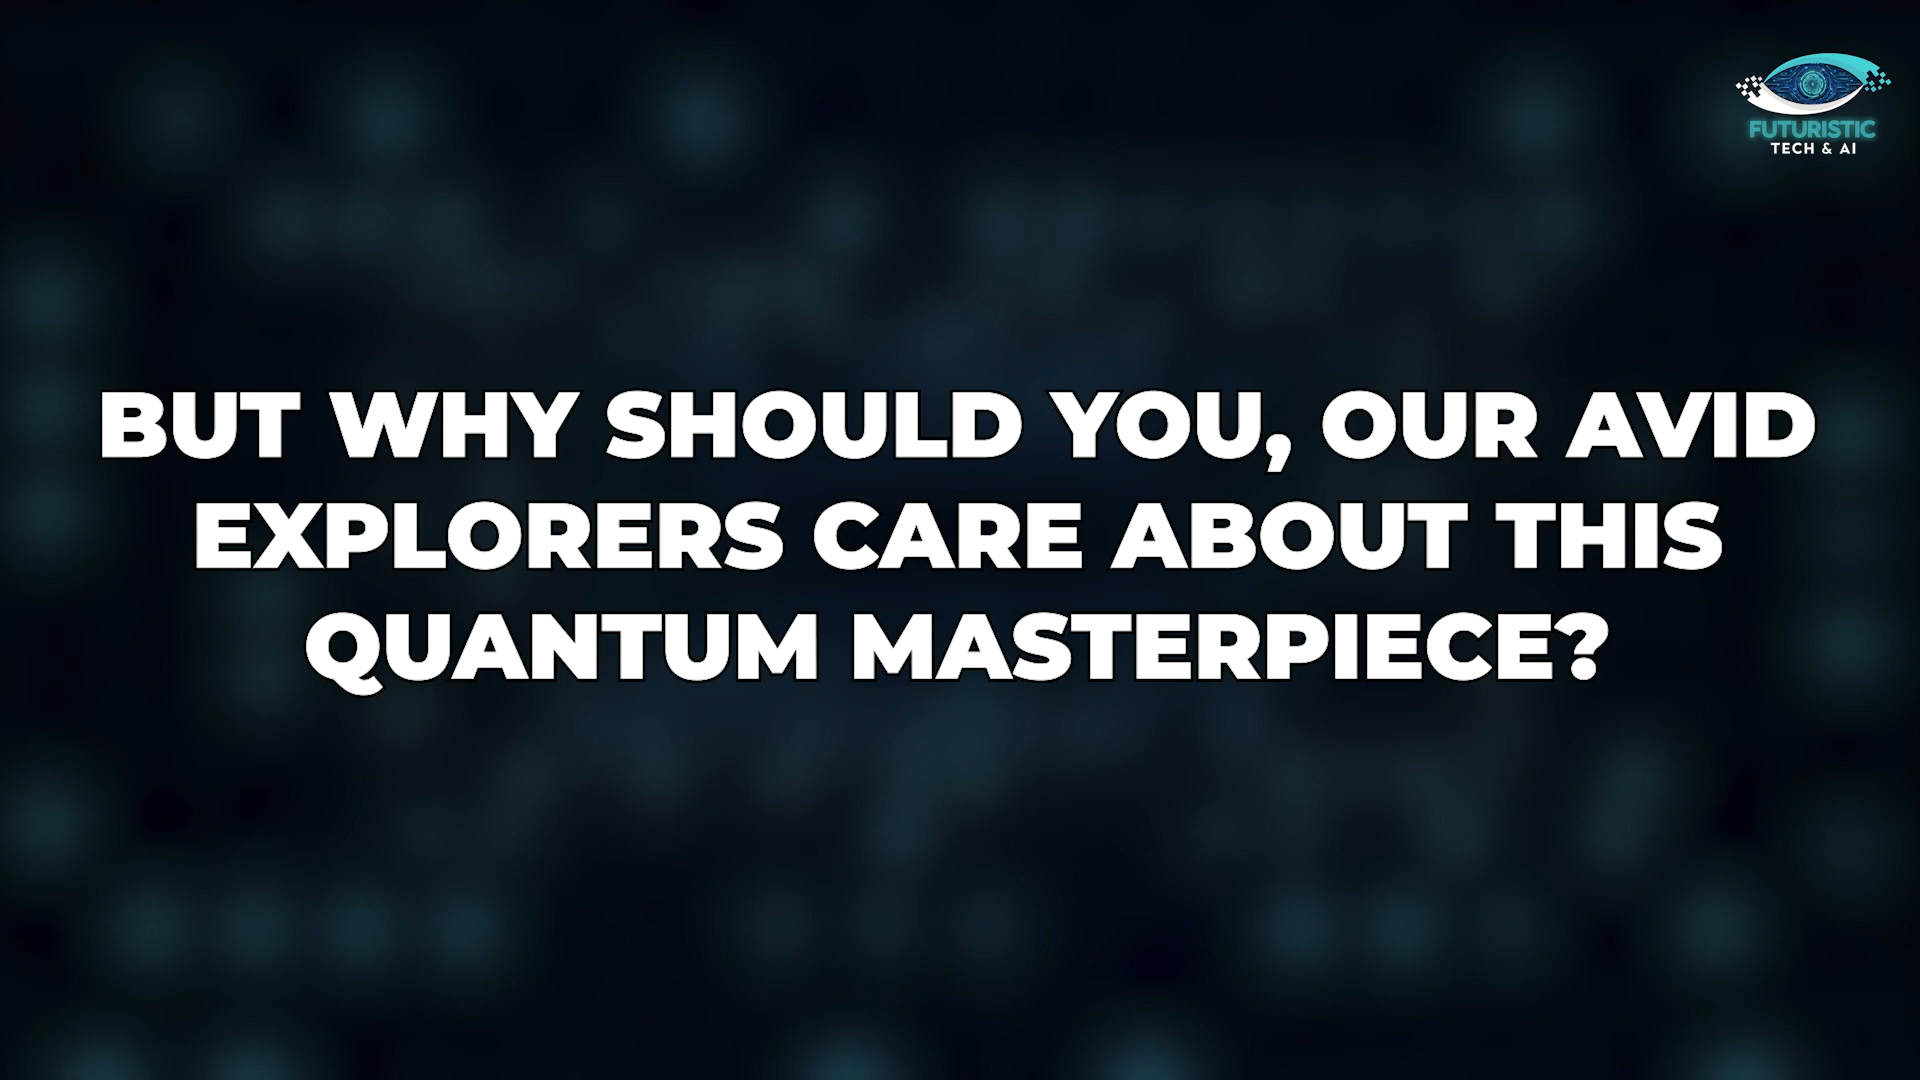 FUTURISTIC
TECH & AI
BUT WHY SHOULD YOU, OUR AVID
EXPLORERS CARE ABOUT THIS
QUANTUM MASTERPIECE?